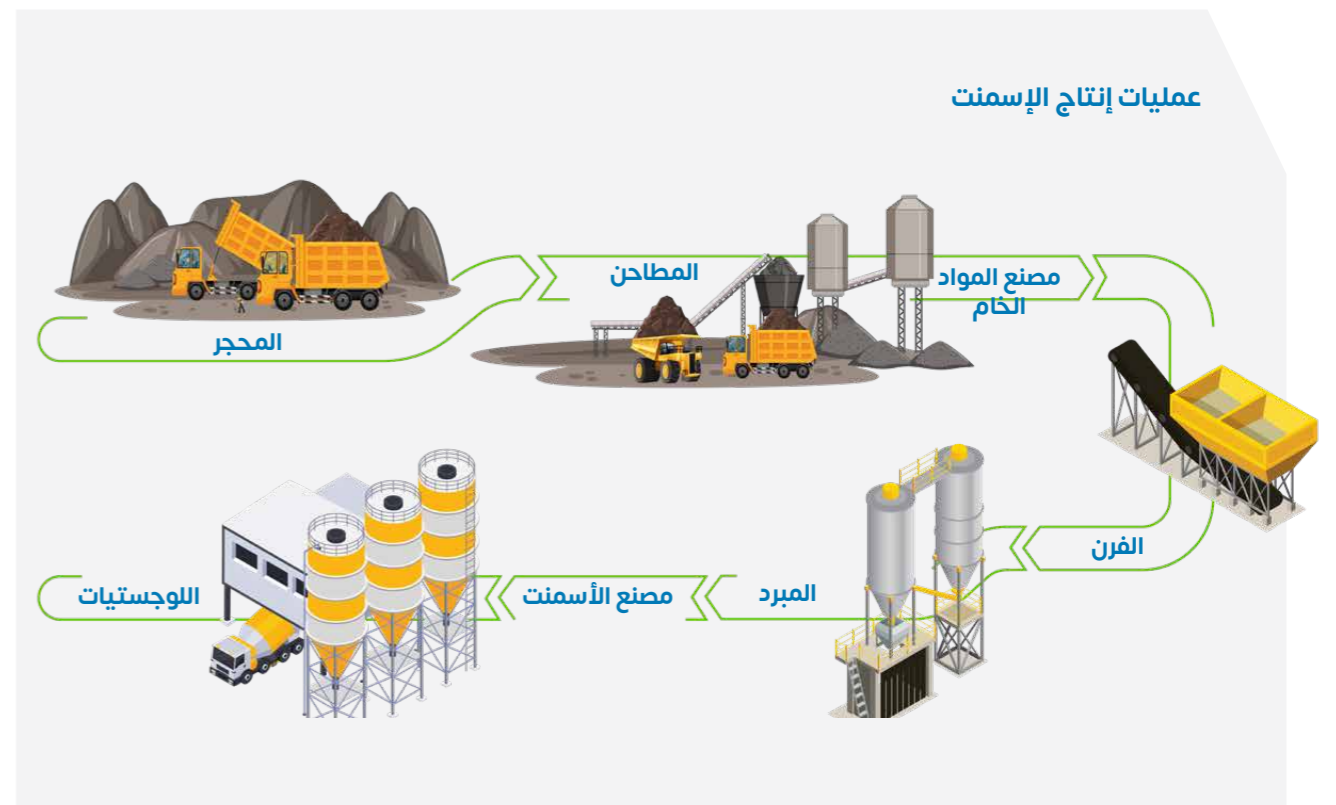 عمليات إنتاج الإسمنت
المحجر
المطاحن
مصنع المواد
الخام
الفرن
المبرد
مصنع الأسمنت
اللوجستيات